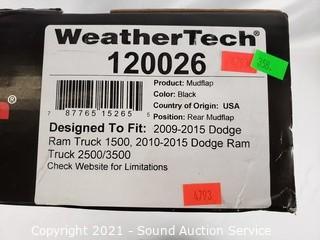 WeatherTech®
120026
358
Product: Mudflap
Color: Black
Country of Origin: USA
Position: Rear Mudflap
7 87765 15265 5
Designed To Fit: 2009-2015 Dodge
Ram Truck 1500, 2010-2015 Dodge Ram
Truck 2500/3500
Check Website for Limitations
4793
®
Copyright - 2021 - Sound Auction Service